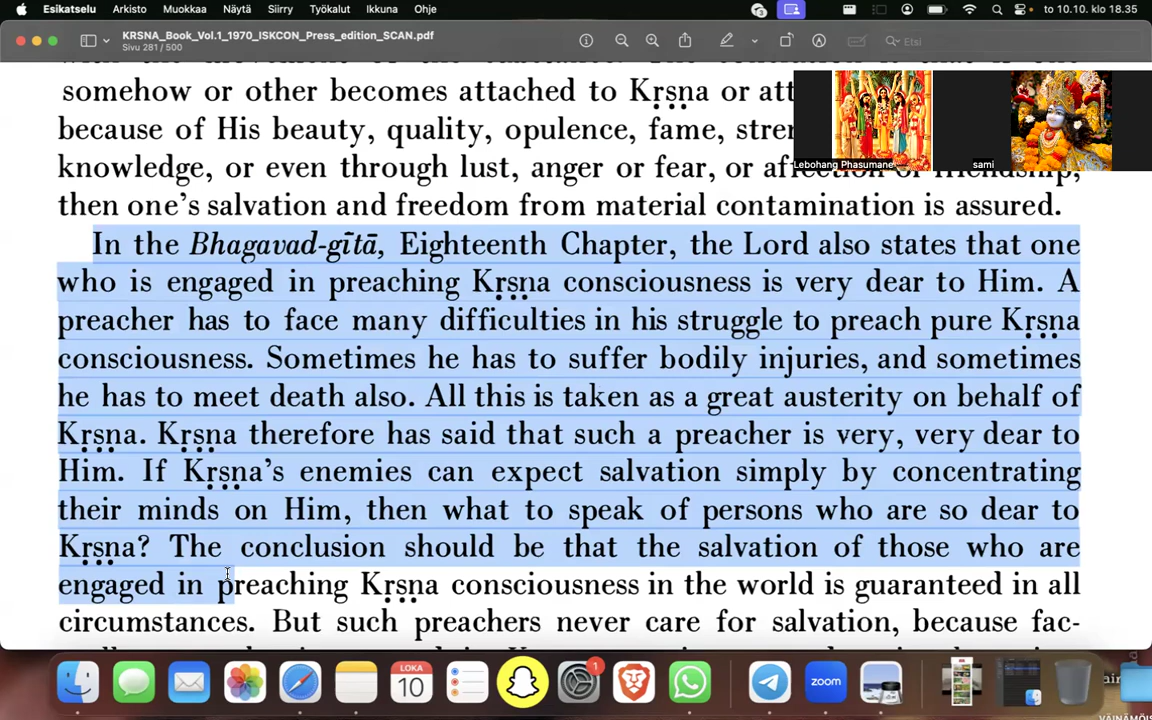 Esikatselu Arkisto Muokkaa Näytä Siirry Työkalut Ikkuna Ohje to 10.10. klo 18.35
KRSNA_Book_Vol.1_1970_ISKCON_Press_edition_SCAN.pdf
Sivu 281 / 500
Etsi
somehow or other becomes attached to Kṛṣṇa or att
because of His beauty, quality, opulence, fame, stren
Lebohang Phasumane sami
knowledge, or even through lust, anger or fear, or affection or friendship,
then one's salvation and freedom from material contamination is assured.
In the Bhagavad-gītā, Eighteenth Chapter, the Lord also states that one
who is engaged in preaching Kṛṣṇa consciousness is very dear to Him. A
preacher has to face many difficulties in his struggle to preach pure Kṛṣṇa
consciousness. Sometimes he has to suffer bodily injuries, and sometimes
he has to meet death also. All this is taken as a great austerity on behalf of
Kṛṣṇa. Kṛṣṇa therefore has said that such a preacher is very, very dear to
Him. If Kṛṣṇa's enemies can expect salvation simply by concentrating
their minds on Him, then what to speak of persons who are so dear to
Kṛṣṇa? The conclusion should be that the salvation of those who are
engaged in preaching Kṛṣṇa consciousness in the world is guaranteed in all
circumstances. But such preachers never care for salvation, because fac-
LOKA
10
1
zoom
VÄINÄMÖIS